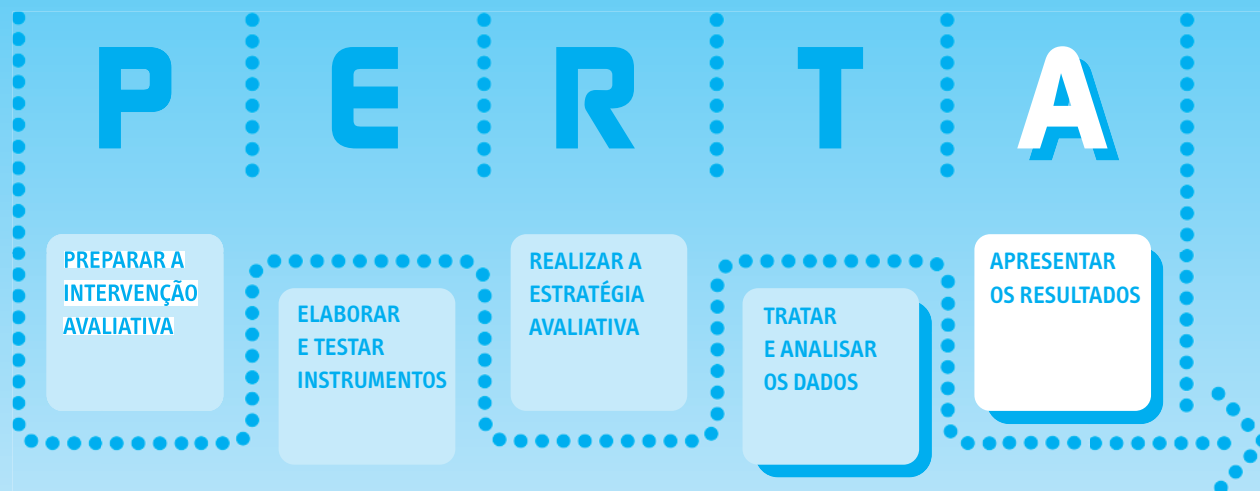 P E R T A
PREPARAR A
INTERVENÇÃO
AVALIATIVA
ELABORAR
E TESTAR
INSTRUMENTOS
REALIZAR A
ESTRATÉGIA
AVALIATIVA
TRATAR
E ANALISAR
OS DADOS
APRESENTAR
OS RESULTADOS